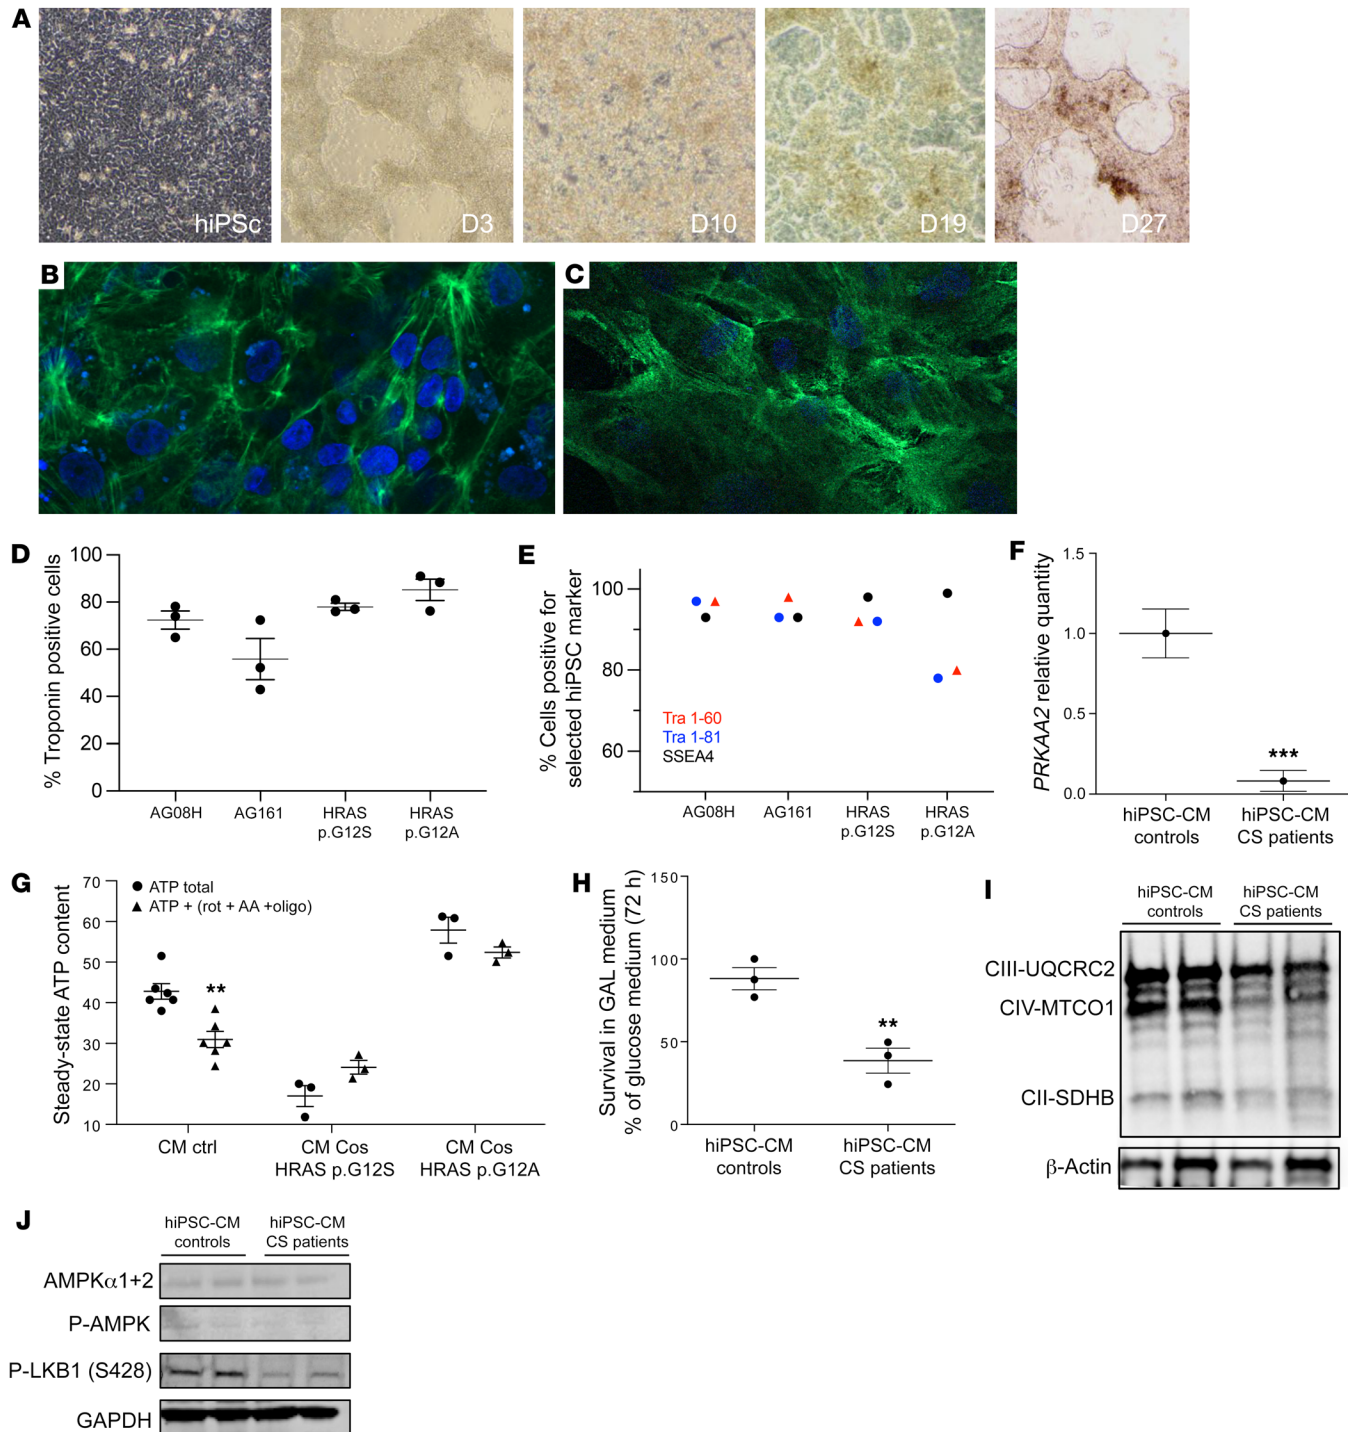 A
hiPSc
D3
D10
D19
D27
B
C
D
% Troponin positive cells
100
80
60
40
20
0
AG08H
AG161
HRAS
p.G12S
HRAS
p.G12A
E
% Cells positive for
selected hiPSC marker
100
80
60
Tra 1-60
Tra 1-81
SSEA4
AG08H
AG161
HRAS
p.G12S
HRAS
p.G12A
F
PRKAA2 relative quantity
1.5
1.0
0.5
0.0
***
hiPSC-CM
controls
hiPSC-CM
CS patients
G
Steady-state ATP content
70
60
50
40
30
20
10
ATP total
ATP + (rot + AA +oligo)
**
CM ctrl
CM Cos
HRAS p.G12S
CM Cos
HRAS p.G12A
H
Survival in GAL medium
% of glucose medium (72 h)
150
100
50
0
**
hiPSC-CM
controls
hiPSC-CM
CS patients
I
hiPSC-CM
controls
hiPSC-CM
CS patients
CIII-UQCRC2
CIV-MTCO1
CII-SDHB
β-Actin
J
hiPSC-CM
controls
hiPSC-CM
CS patients
AMPKα1+2
P-AMPK
P-LKB1 (S428)
GAPDH